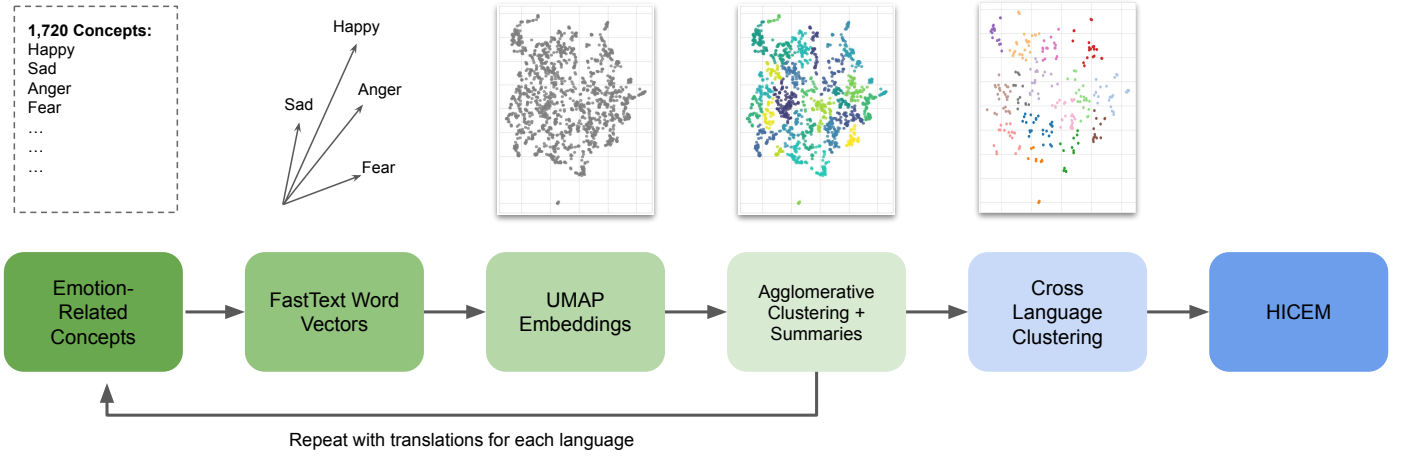 1,720 Concepts:
Happy
Sad
Anger
Fear
…
…
…
Happy
Anger
Sad
Fear
Emotion-
Related
Concepts
FastText Word
Vectors
UMAP
Embeddings
Agglomerative
Clustering +
Summaries
Cross
Language
Clustering
HICEM
Repeat with translations for each language